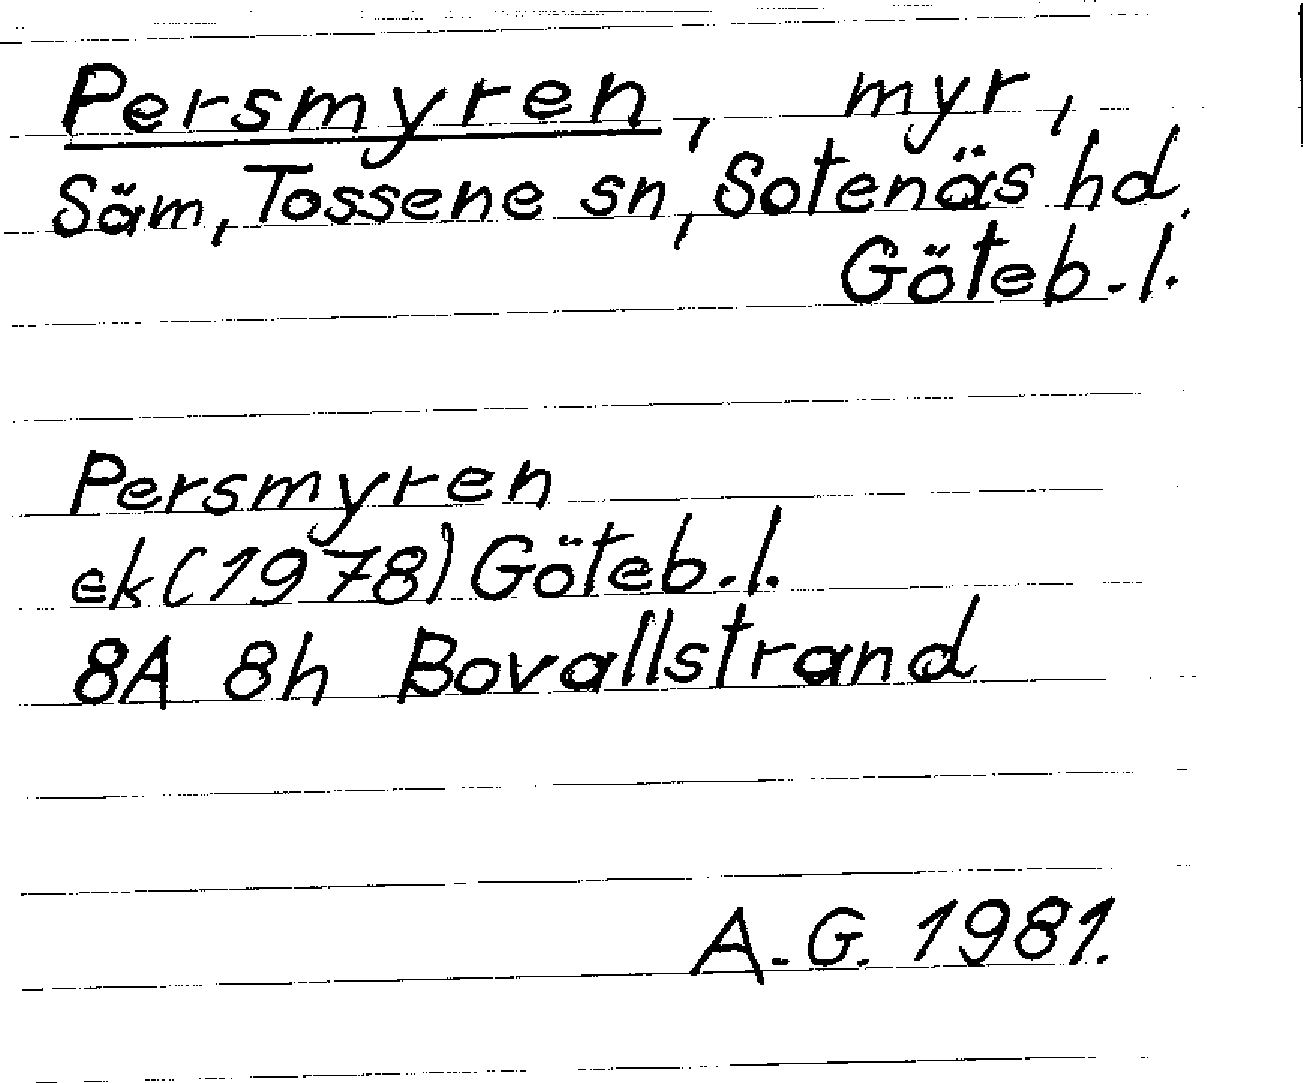 Persmyren, myr,
Säm, Tossene sn, Sotenäs hd,
Göteb.l.
Persmyren
ek (1978) Göteb.l.
8A 8h Bovallstrand
A.G. 1981.